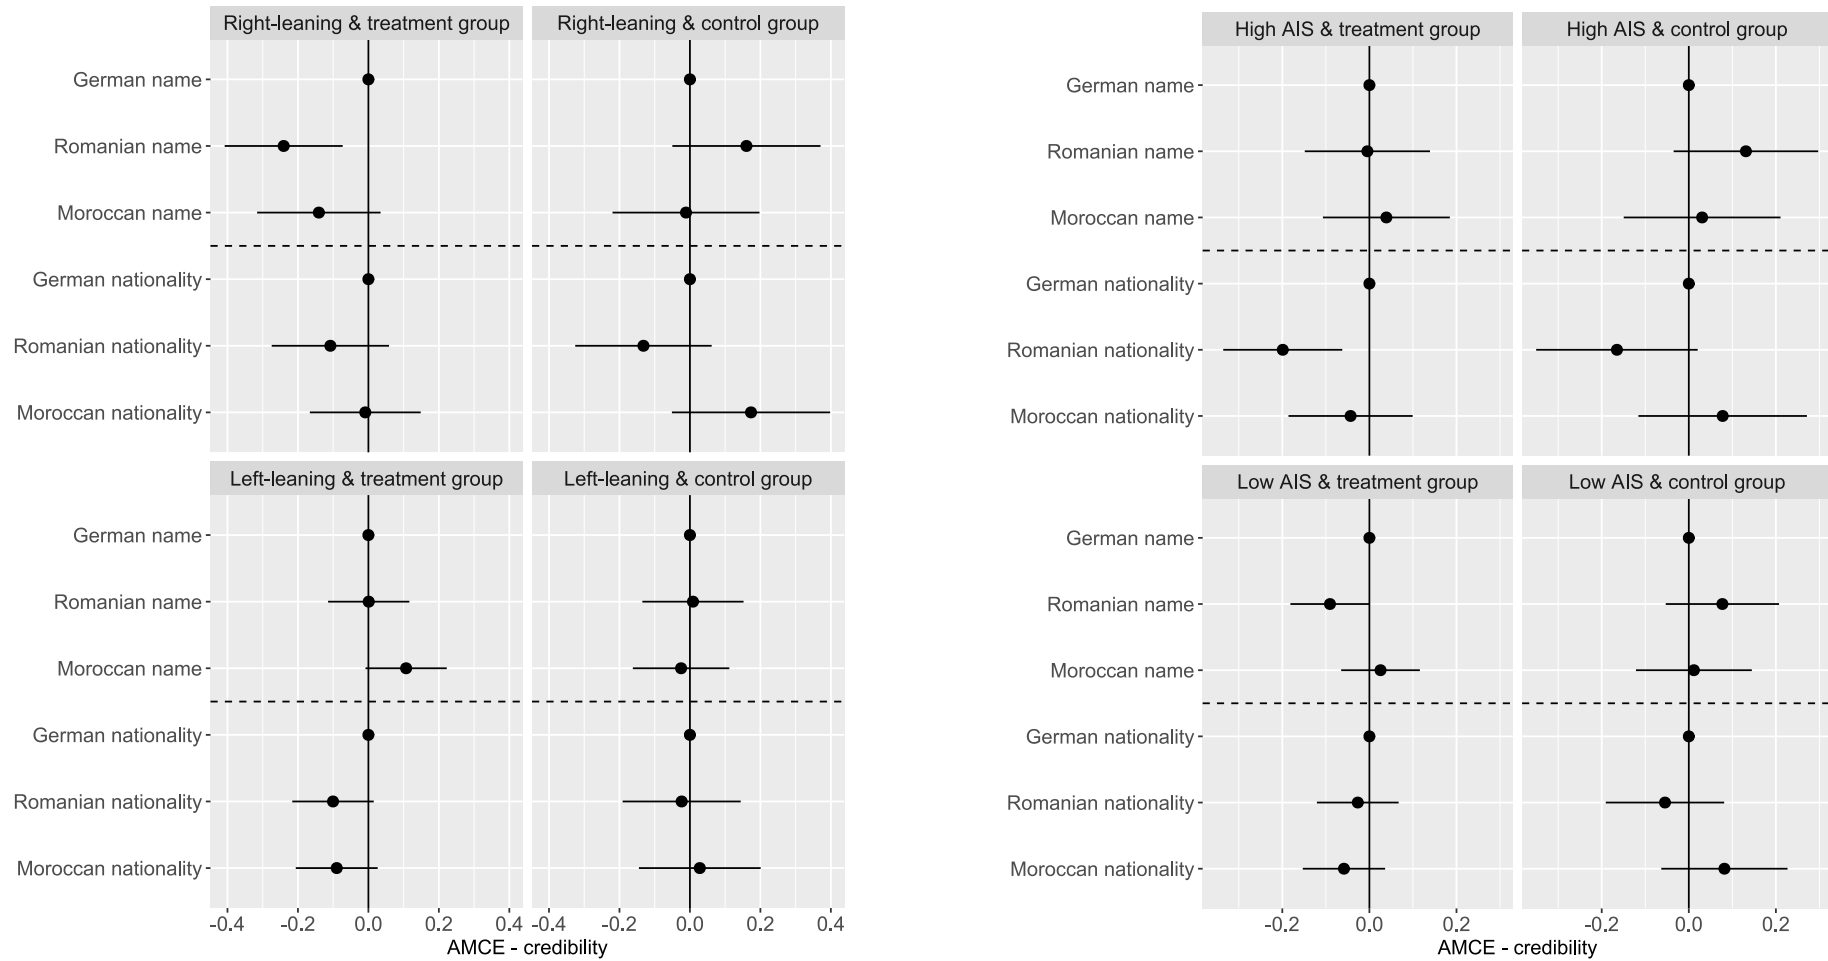 Right-leaning & treatment group
Right-leaning & control group
German name
Romanian name
Moroccan name
German nationality
Romanian nationality
Moroccan nationality
Left-leaning & treatment group
Left-leaning & control group
German name
Romanian name
Moroccan name
German nationality
Romanian nationality
Moroccan nationality
-0.4 -0.2 0.0 0.2 0.4 -0.4 -0.2 0.0 0.2 0.4
AMCE - credibility
High AIS & treatment group
High AIS & control group
German name
Romanian name
Moroccan name
German nationality
Romanian nationality
Moroccan nationality
Low AIS & treatment group
Low AIS & control group
German name
Romanian name
Moroccan name
German nationality
Romanian nationality
Moroccan nationality
-0.2 0.0 0.2 -0.2 0.0 0.2
AMCE - credibility